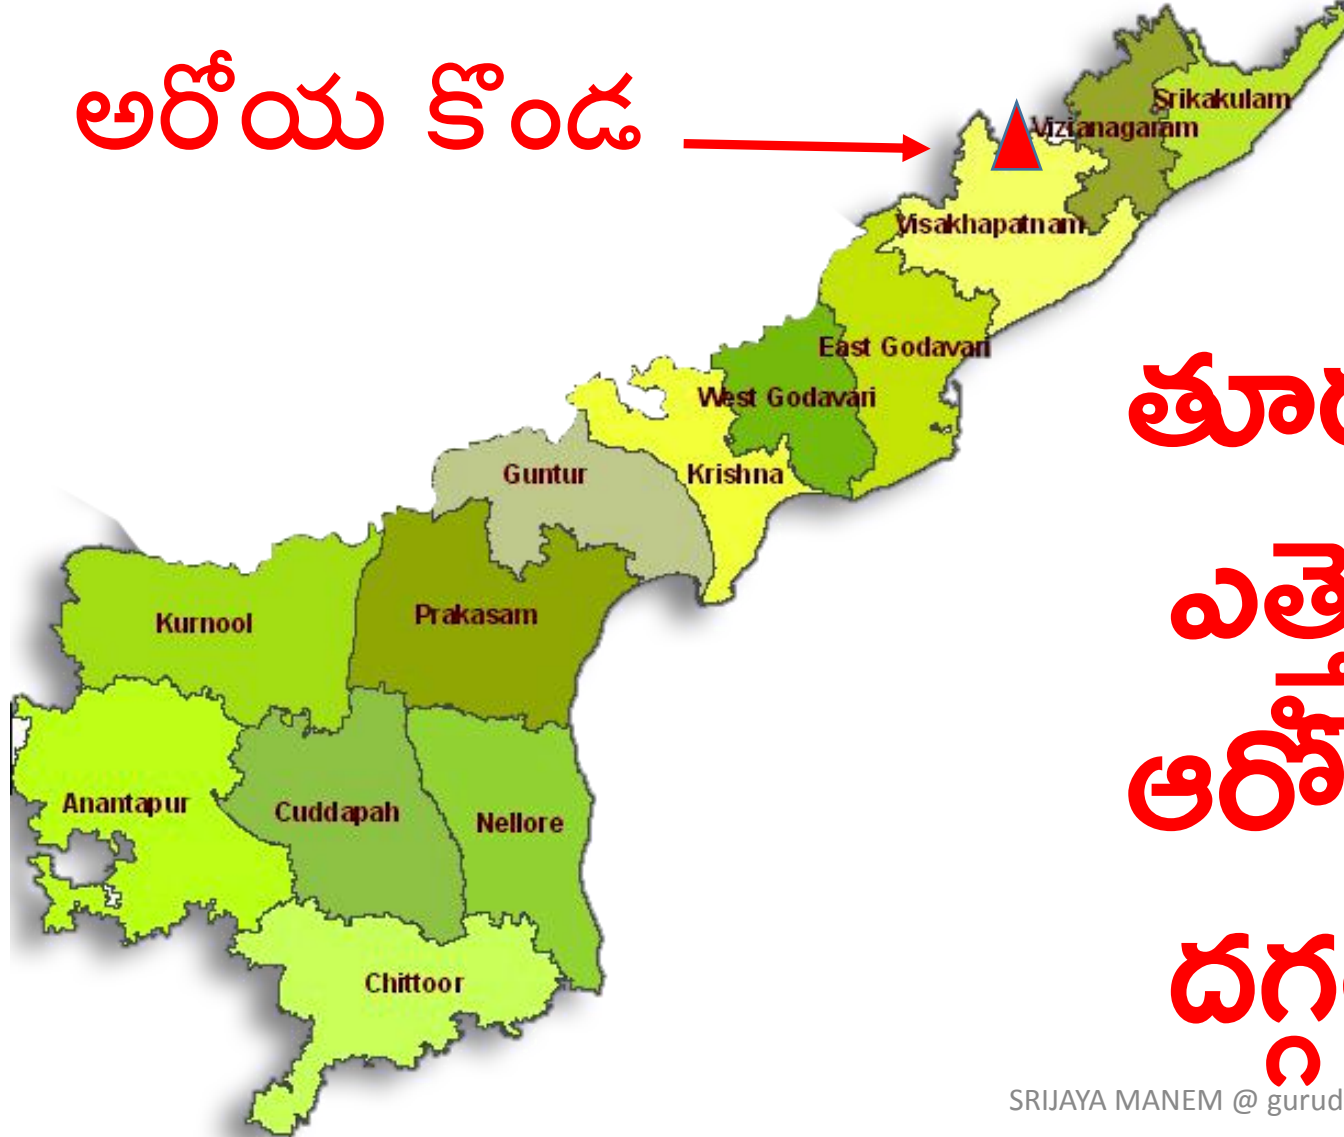 అరోయ కొండ
Srikakulam
Vizianagaram
Visakhapatnam
East Godavari
West Godavari
Guntur
Krishna
Kurnool
Prakasam
Anantapur
Cuddapah
Nellore
Chittoor
SRIJAYA MANEM @